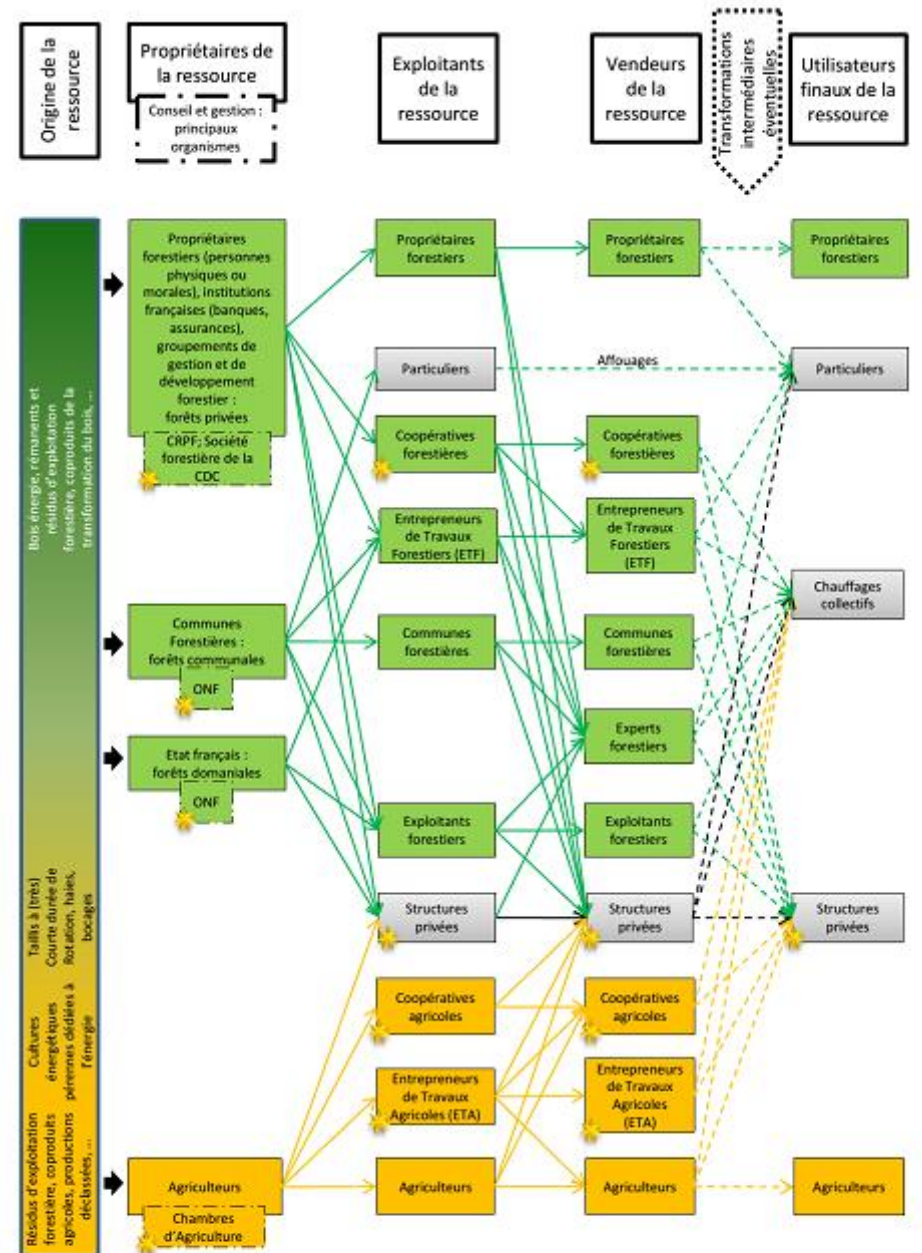 Origine de la
ressource
Propriétaires de
la ressource
Conseil et gestion :
principaux
organismes
Exploitants
de la
ressource
Vendeurs
de la
ressource
Transformations
intermédiaires
éventuelles
Utilisateurs
finaux de la
ressource
Bois énergie, rémanents et
résidus d'exploitation
forestière, coproduits de la
transformation du bois, ...
Taillis à (très)
Courte durée de
Rotation, haies,
bocages
Cultures
énergétiques
pérennes dédiées à
l'énergie
Résidus d'exploitation
forestière, coproduits
agricoles, productions
déclassées, ...
Propriétaires
forestiers (personnes
physiques ou
morales), institutions
françaises (banques,
assurances),
groupements de
gestion et de
développement
forestier :
forêts privées
CRPF; Société
forestière de la
CDC
Communes
Forestières :
forêts communales
ONF
Etat français :
forêts domaniales
ONF
Agriculteurs
Chambres
d'Agriculture
Propriétaires
forestiers
Particuliers
Coopératives
forestières
Entrepreneurs
de Travaux
Forestiers (ETF)
Communes
forestières
Exploitants
forestiers
Structures
privées
Coopératives
agricoles
Entrepreneurs
de Travaux
Agricoles (ETA)
Agriculteurs
Affouages
Propriétaires
forestiers
Coopératives
forestières
Entrepreneurs
de Travaux
Forestiers
(ETF)
Communes
forestières
Experts
forestiers
Exploitants
forestiers
Structures
privées
Coopératives
agricoles
Entrepreneurs
de Travaux
Agricoles
(ETA)
Agriculteurs
Propriétaires
forestiers
Particuliers
Chauffages
collectifs
Structures
privées
Agriculteurs